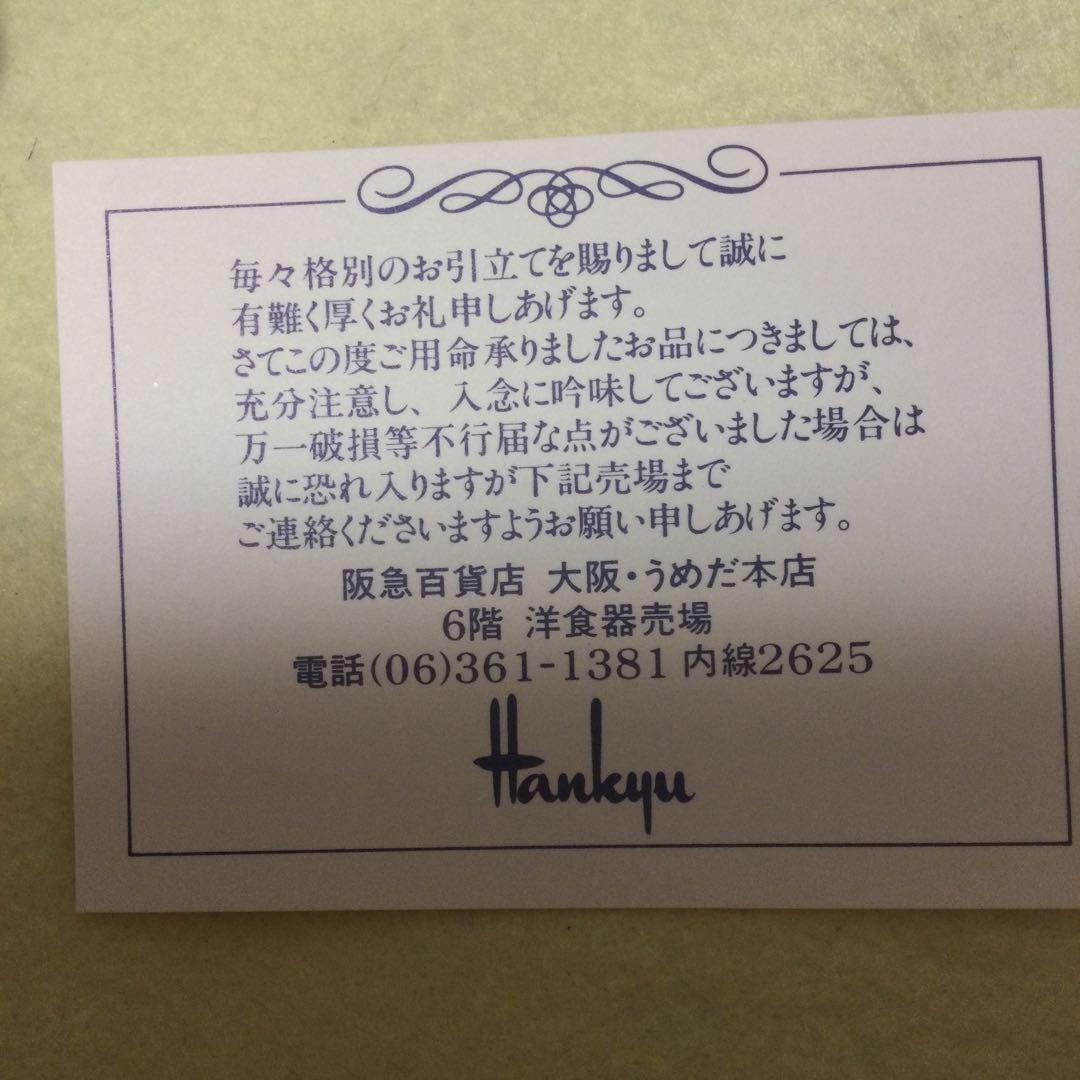 毎々格別のお引立てを賜りまして誠に
有難く厚くお礼申しあげます。
さてこの度ご用命承りましたお品につきましては、
充分注意し、入念に吟味してございますが、
万一破損等不行届な点がございました場合は
誠に恐れ入りますが下記売場まで
ご連絡くださいますようお願い申しあげます。
阪急百貨店 大阪・うめだ本店
6階 洋食器売場
電話(06)361-1381 内線2625
Hankyu